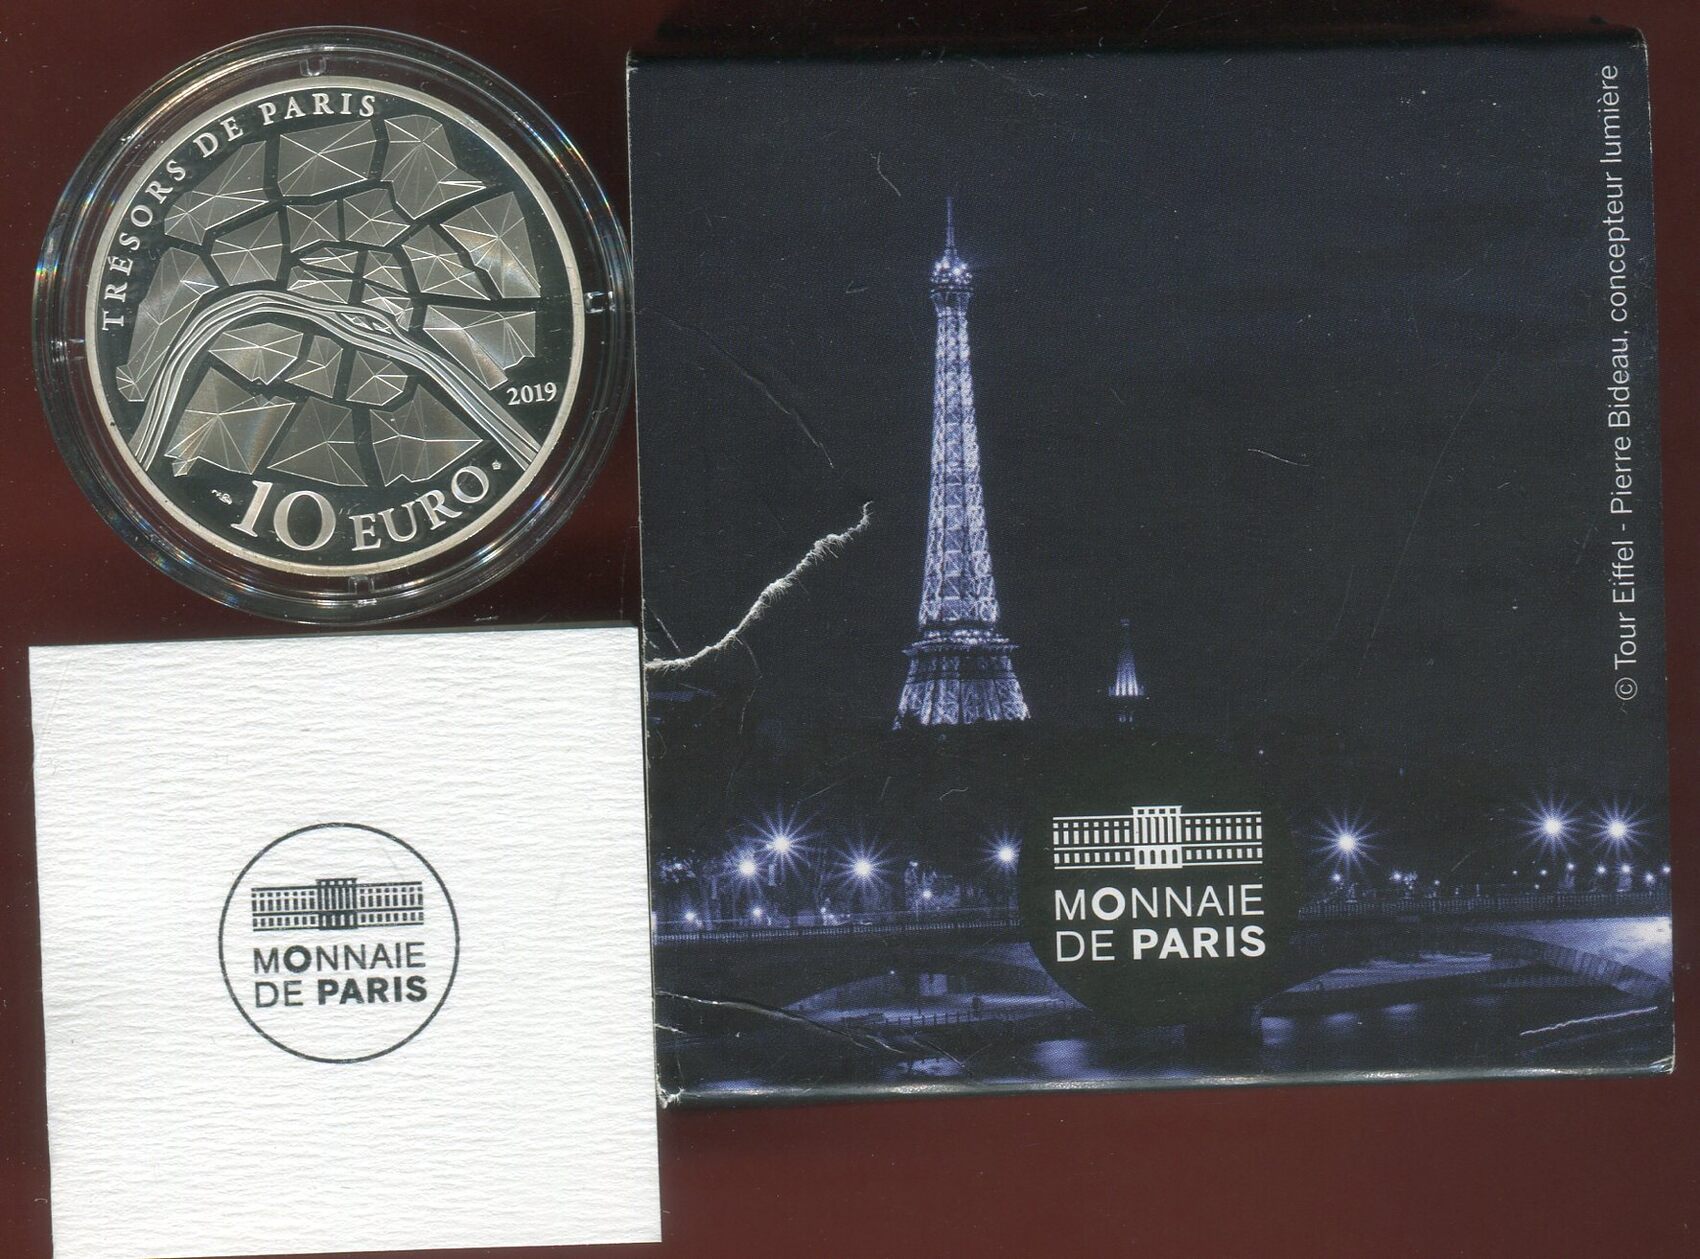 TRÉSORS DE PARIS
2019
10 EURO
MONNAIE
DE PARIS
© Tour Eiffel - Pierre Bideau, concepteur lumière
MONNAIE
DE PARIS